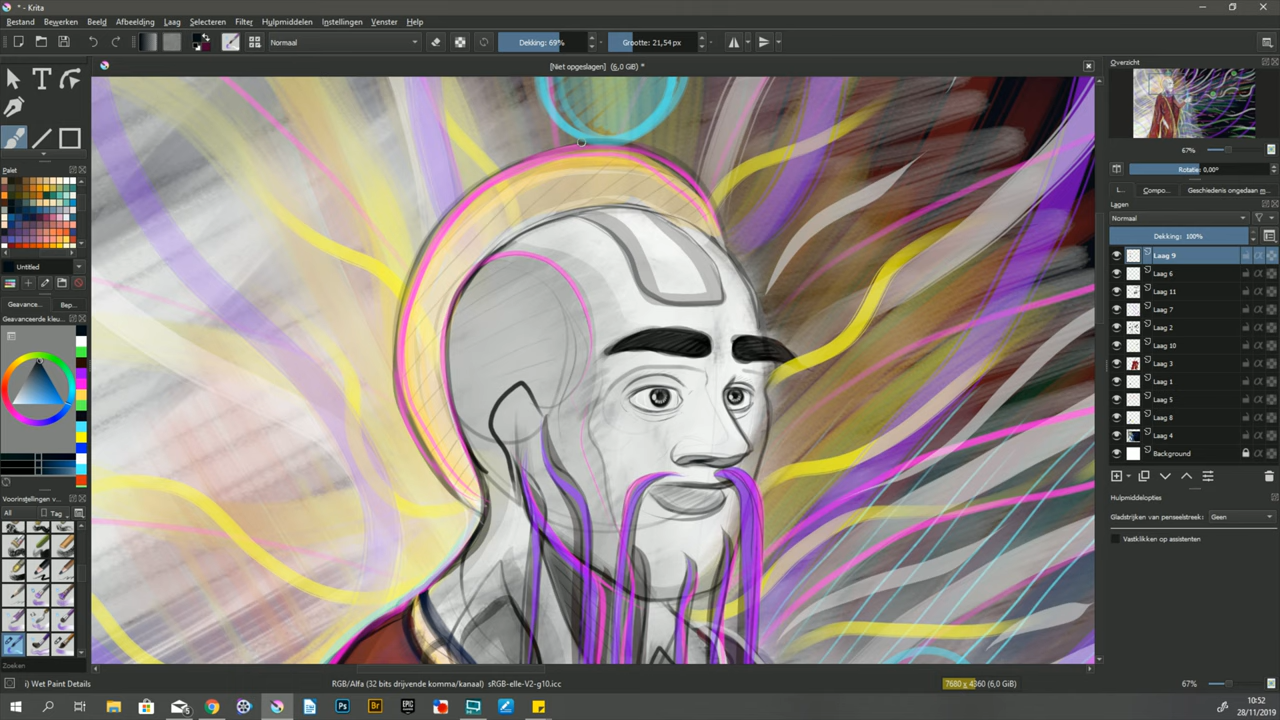 * - Krita
Bestand Bewerken Beeld Afbeelding Laag Selecteren Filter Hulpmiddelen Instellingen Venster Help
Normaal
Dekking: 69%
Grootte: 21,54 px
[Niet opgeslagen] (6,0 GB) *
Overzicht
67%
Rotatie: 0,00°
L... Compo... Geschiedenis ongedaan m...
Lagen
Normaal
Dekking: 100%
Laag 9
Laag 6
Laag 11
Laag 7
Laag 2
Laag 10
Laag 3
Laag 1
Laag 5
Laag 8
Laag 4
Background
Hulpmiddelopties
Gladstrijken van penseelstreek: Geen
Vastklikken op assistenten
Palet
Untitled
Geavance... Bep...
Geavanceerde kleu...
Voorinstellingen v...
All
Tag
Zoeken
i) Wet Paint Details
RGB/Alfa (32 bits drijvende komma/kanaal) sRGB-elle-V2-g10.icc
7680 x 4360 (6,0 GiB)
67%
Ps
Br
EPIC
10:52
28/11/2019